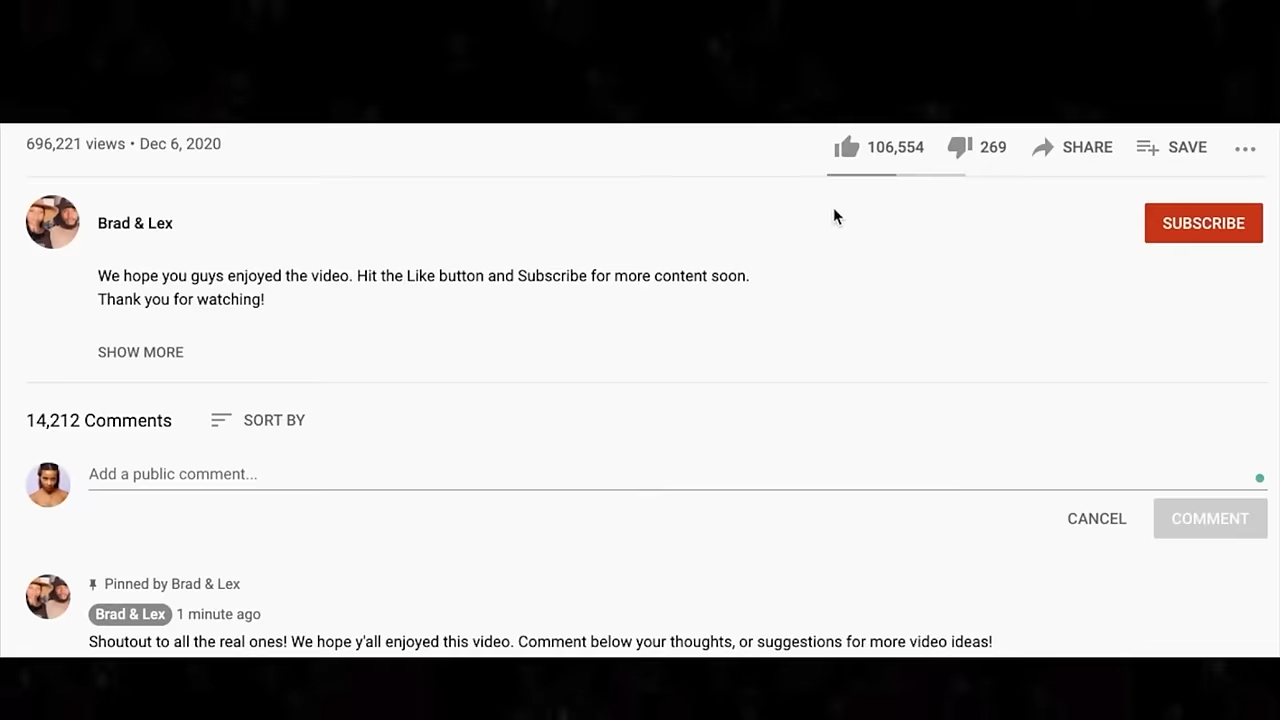 696,221 views • Dec 6, 2020
106,554
269
SHARE
SAVE
Brad & Lex
SUBSCRIBE
We hope you guys enjoyed the video. Hit the Like button and Subscribe for more content soon.
Thank you for watching!
SHOW MORE
14,212 Comments
SORT BY
Add a public comment...
CANCEL
COMMENT
Pinned by Brad & Lex
Brad & Lex 1 minute ago
Shoutout to all the real ones! We hope y'all enjoyed this video. Comment below your thoughts, or suggestions for more video ideas!